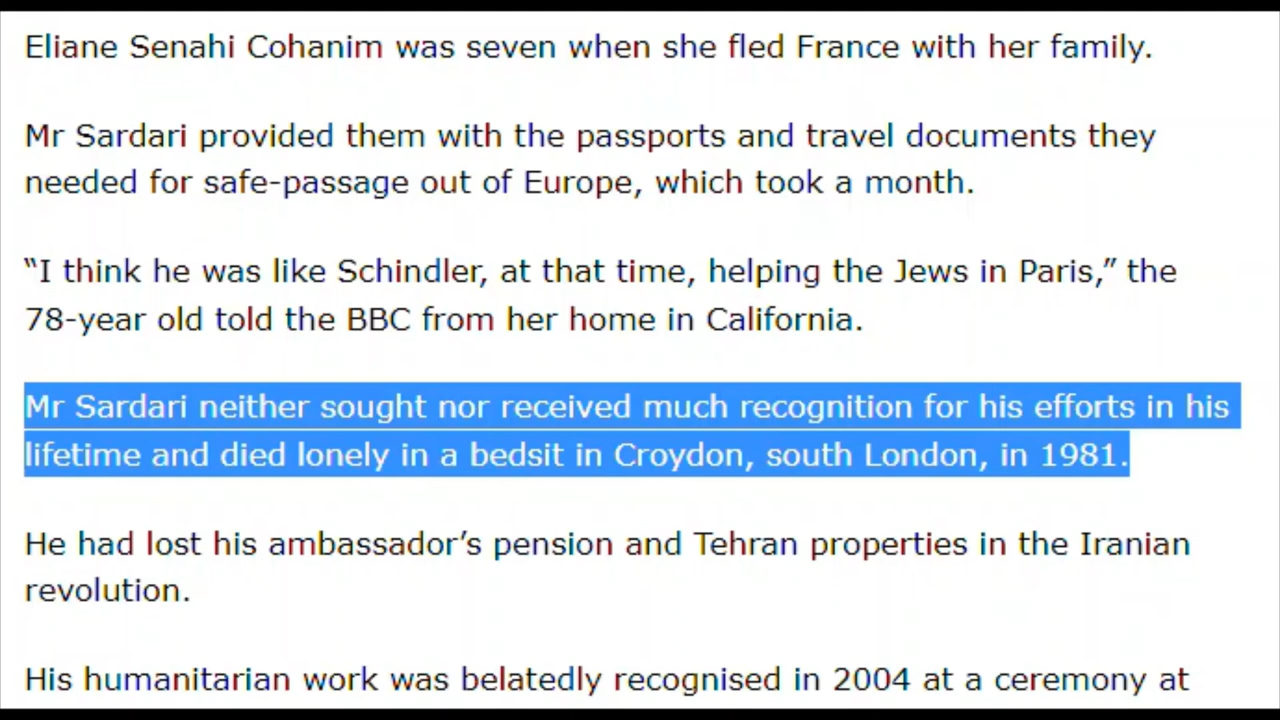 Eliane Senahi Cohanim was seven when she fled France with her family.
Mr Sardari provided them with the passports and travel documents they
needed for safe-passage out of Europe, which took a month.
“I think he was like Schindler, at that time, helping the Jews in Paris,” the
78-year old told the BBC from her home in California.
Mr Sardari neither sought nor received much recognition for his efforts in his
lifetime and died lonely in a bedsit in Croydon, south London, in 1981.
He had lost his ambassador’s pension and Tehran properties in the Iranian
revolution.
His humanitarian work was belatedly recognised in 2004 at a ceremony at